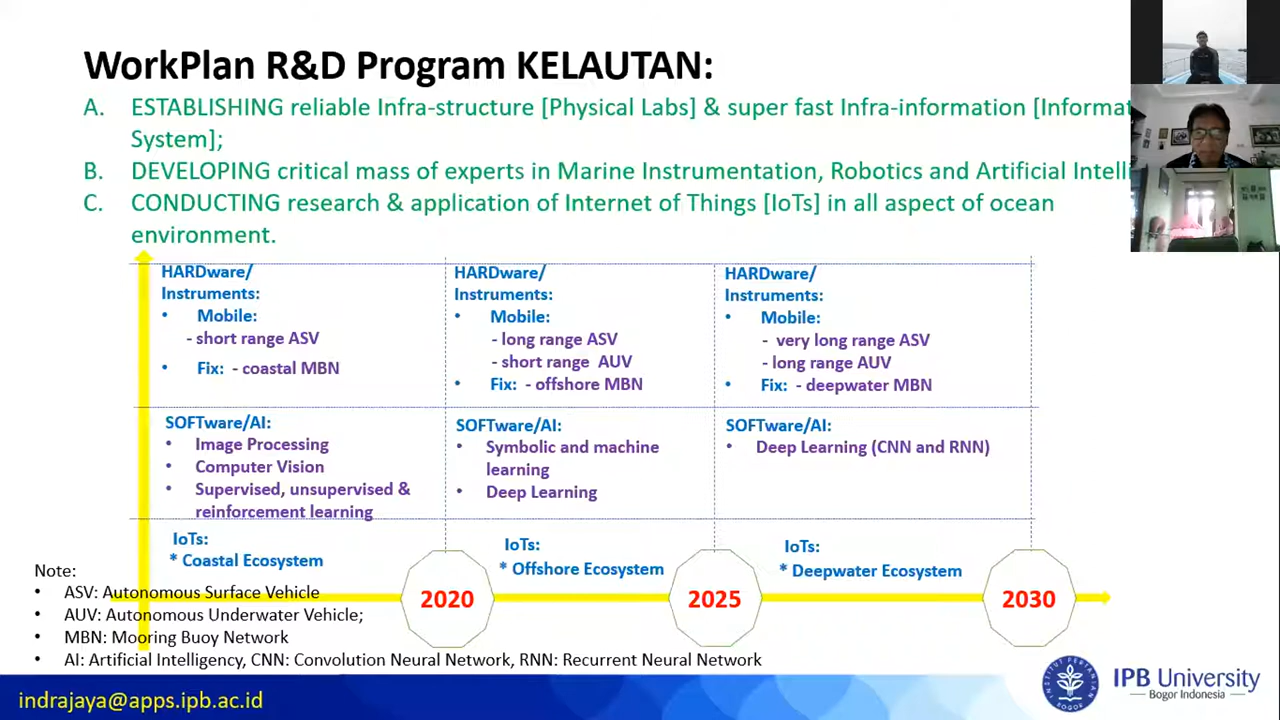 WorkPlan R&D Program KELAUTAN:
A. ESTABLISHING reliable Infra-structure [Physical Labs] & super fast Infra-information
System];
B. DEVELOPING critical mass of experts in Marine Instrumentation, Robotics and Artificial
C. CONDUCTING research & application of Internet of Things [IoTs] in all aspect of ocean
environment.
HARDware/
Instruments:
• Mobile:
- short range ASV
• Fix: - coastal MBN
HARDware/
Instruments:
• Mobile:
- long range ASV
- short range AUV
• Fix: - offshore MBN
HARDware/
Instruments:
• Mobile:
- very long range ASV
- long range AUV
• Fix: - deepwater MBN
SOFTware/AI:
• Image Processing
• Computer Vision
• Supervised, unsupervised &
reinforcement learning
SOFTware/AI:
• Symbolic and machine
learning
• Deep Learning
SOFTware/AI:
• Deep Learning (CNN and RNN)
IoTs:
* Coastal Ecosystem
IoTs:
* Offshore Ecosystem
IoTs:
* Deepwater Ecosystem
2020
2025
2030
Note:
• ASV: Autonomous Surface Vehicle
• AUV: Autonomous Underwater Vehicle;
• MBN: Mooring Buoy Network
• AI: Artificial Intelligency, CNN: Convolution Neural Network, RNN: Recurrent Neural Network
indrajaya@apps.ipb.ac.id
INSTITUT PERTANIAN
BOGOR
IPB University
Bogor Indonesia